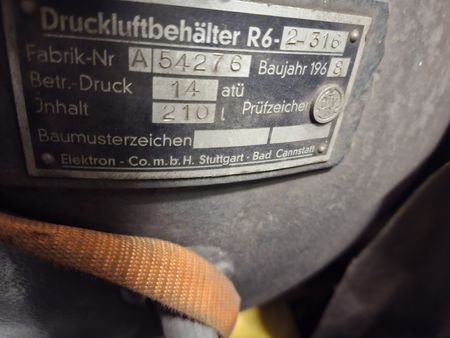 Druckluftbehälter R6-2-316
Fabrik-Nr A 54276 Baujahr 1968
Betr.-Druck 14 atü
Jnhalt 210 l Prüfzeichen
Baumusterzeichen
Elektron - Co. m. b. H. Stuttgart - Bad Cannstatt